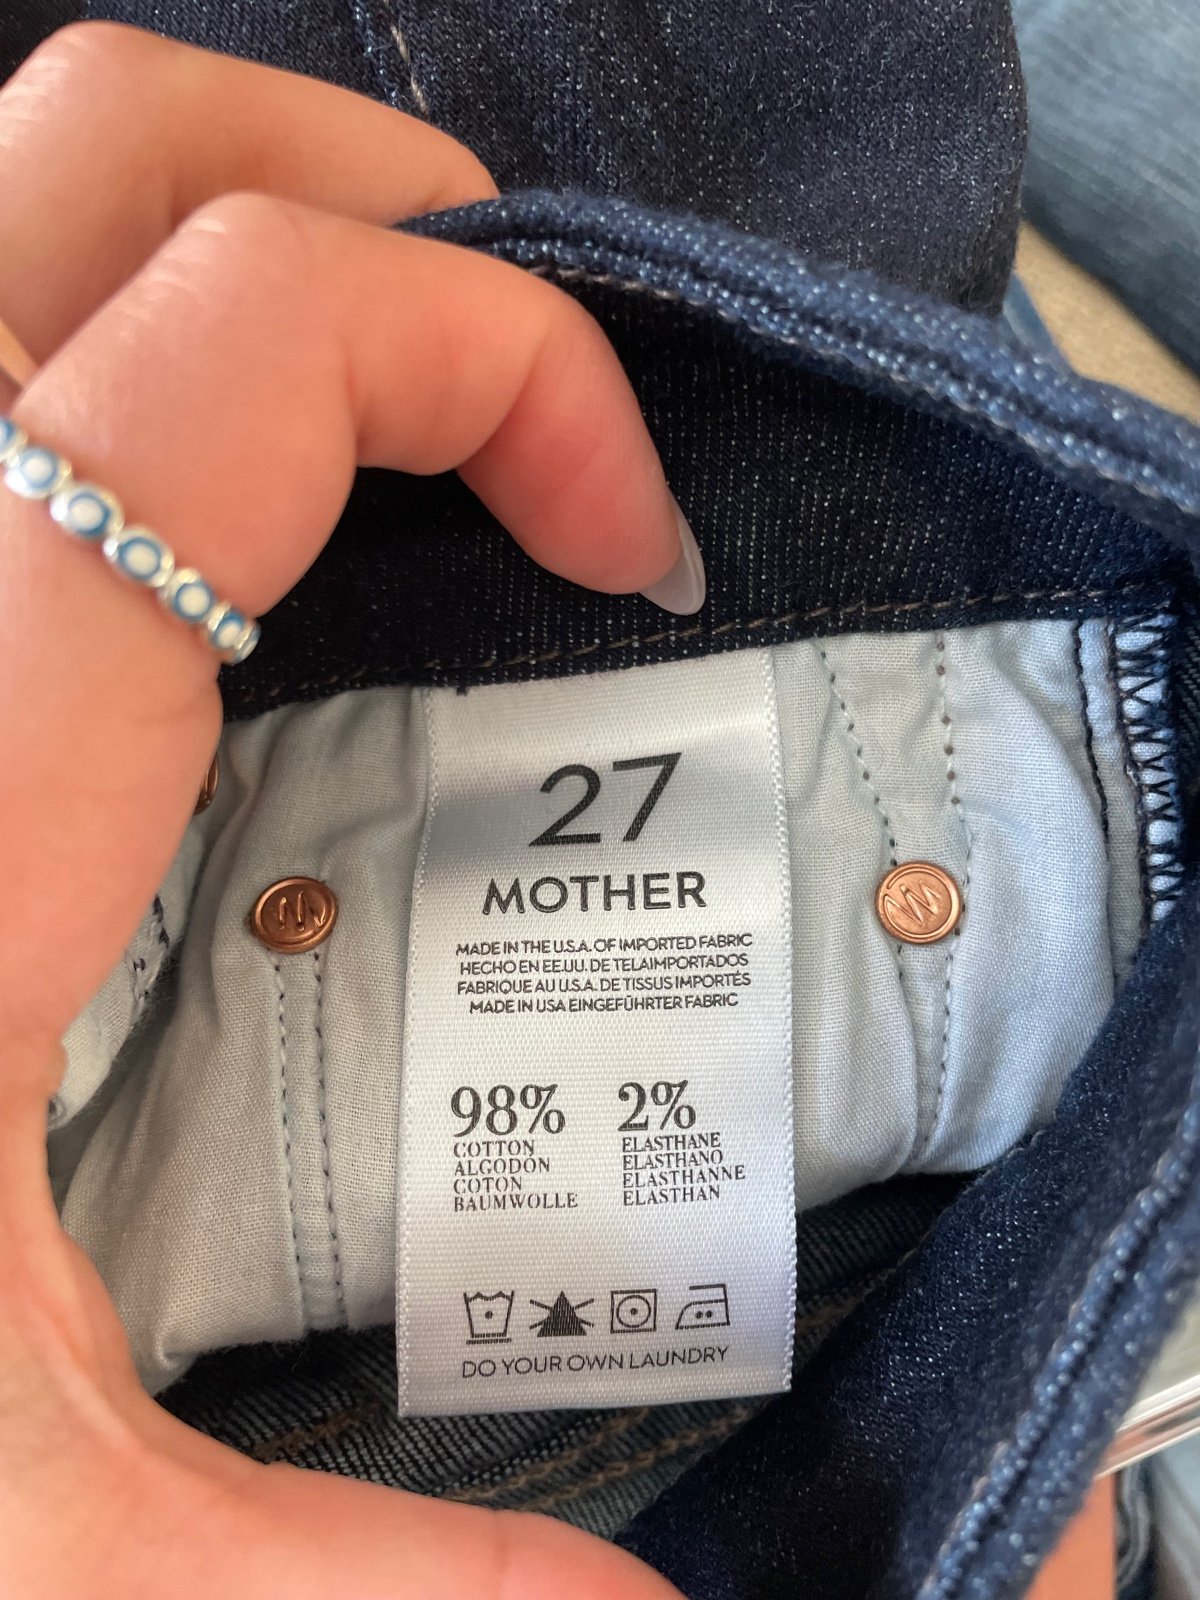 27
MOTHER
MADE IN THE U.S.A. OF IMPORTED FABRIC
HECHO EN EE.UU. DE TELAIMPORTADOS
FABRIQUE AU U.S.A. DE TISSUS IMPORTÉS
MADE IN USA EINGEFÜHRTER FABRIC
98% 2%
COTTON ELASTHANE
ALGODÓN ELASTHANO
COTON ELASTHANNE
BAUMWOLLE ELASTHAN
DO YOUR OWN LAUNDRY